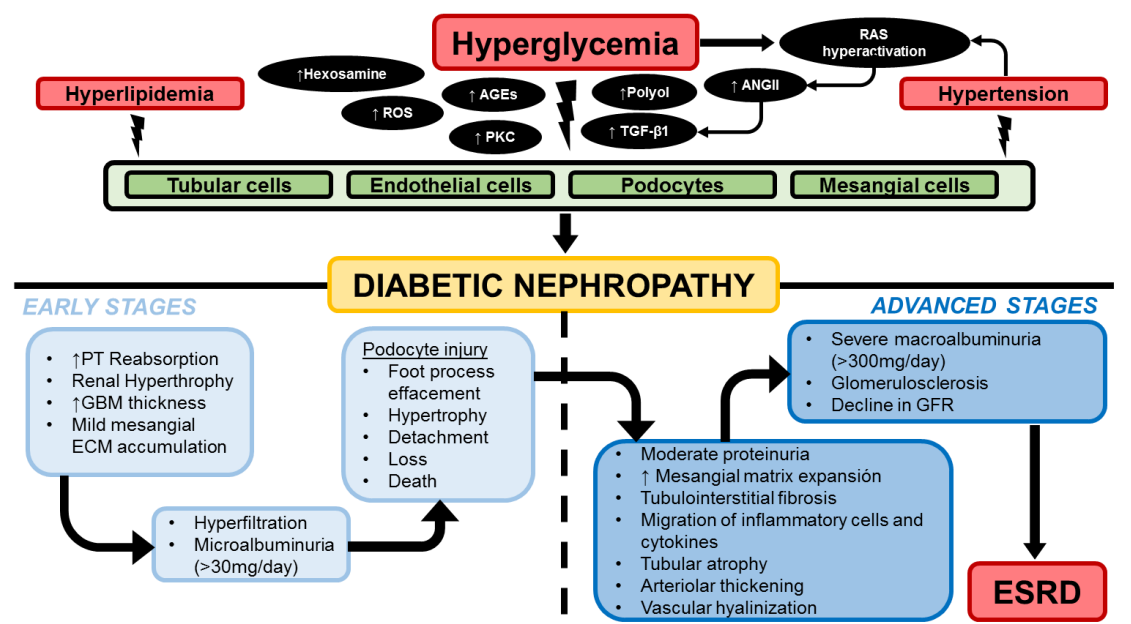 Hyperglycemia
RAS
hyperactivation
↑Hexosamine
Hyperlipidemia
↑ AGEs
↑Polyol
↑ ANGII
Hypertension
↑ ROS
↑ PKC
↑ TGF-β1
Tubular cells
Endothelial cells
Podocytes
Mesangial cells
DIABETIC NEPHROPATHY
EARLY STAGES
• ↑PT Reabsorption
• Renal Hyperthrophy
• ↑GBM thickness
• Mild mesangial
ECM accumulation
• Hyperfiltration
• Microalbuminuria
(>30mg/day)
Podocyte injury
• Foot process
effacement
• Hypertrophy
• Detachment
• Loss
• Death
ADVANCED STAGES
• Moderate proteinuria
• ↑ Mesangial matrix expansión
• Tubulointerstitial fibrosis
• Migration of inflammatory cells and
cytokines
• Tubular atrophy
• Arteriolar thickening
• Vascular hyalinization
• Severe macroalbuminuria
(>300mg/day)
• Glomerulosclerosis
• Decline in GFR
ESRD